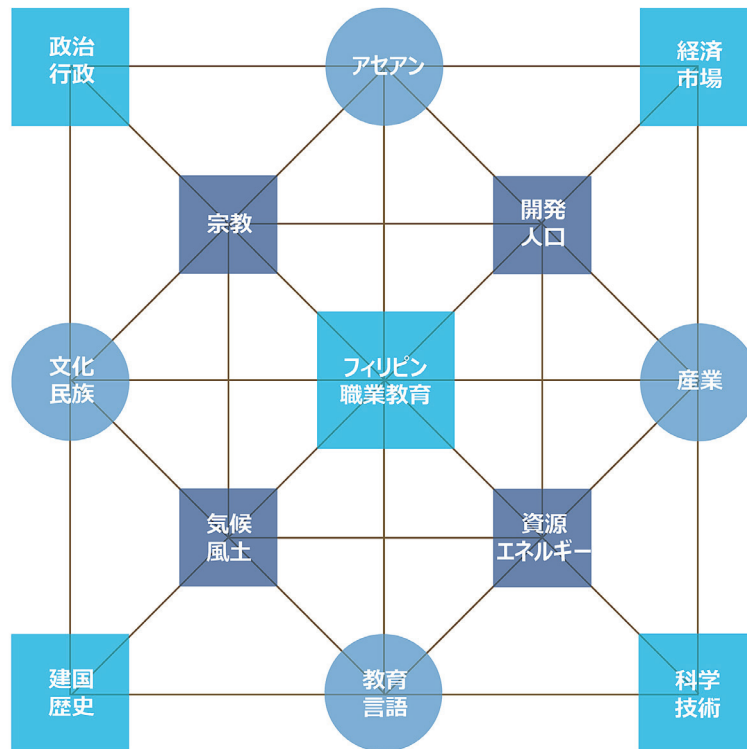 政治
行政
アセアン
経済
市場
宗教
開発
人口
文化
民族
フィリピン
職業教育
産業
気候
風土
資源
エネルギー
建国
歴史
教育
言語
科学
技術